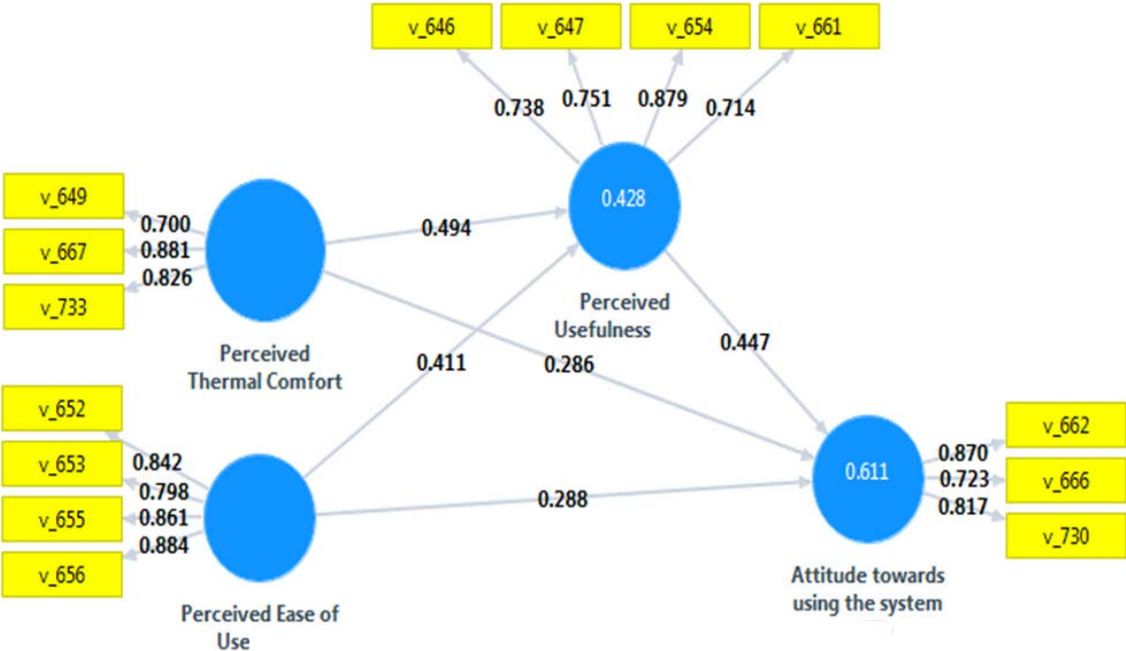 v_646
v_647
v_654
v_661
0.738
0.751
0.879
0.714
v_649
v_667
v_733
0.700
0.881
0.826
0.494
0.428
Perceived
Thermal Comfort
Perceived
Usefulness
0.411
0.286
0.447
v_652
v_653
v_655
v_656
0.842
0.798
0.861
0.884
0.288
0.611
0.870
0.723
0.817
v_662
v_666
v_730
Perceived Ease of
Use
Attitude towards
using the system